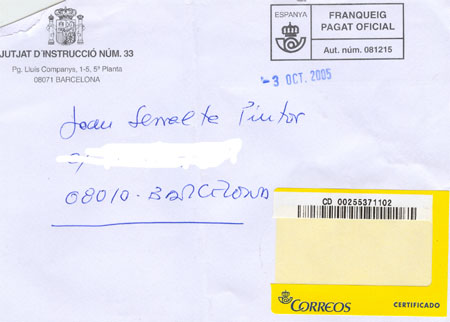 JUTJAT D'INSTRUCCIÓ NÚM. 33
Pg. Lluís Companys, 1-5, 5ª Planta
08071 BARCELONA
ESPANYA
FRANQUEIG
PAGAT OFICIAL
Aut. núm. 081215
-3 OCT. 2005
Joan Serralta Pintor
08010-BARCELONA
CD 00255371102
CORREOS
CERTIFICADO